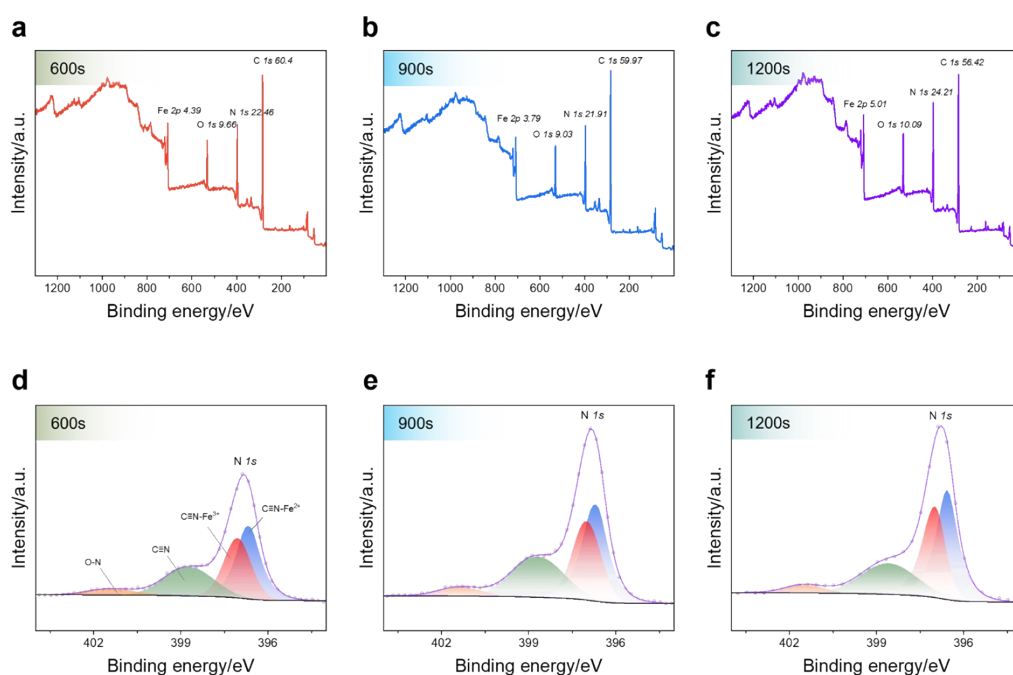 a
600s
C 1s 60.4
Fe 2p 4.39
N 1s 22.46
O 1s 9.66
Intensity/a.u.
1200 1000 800 600 400 200
Binding energy/eV
b
900s
C 1s 59.97
Fe 2p 3.79
N 1s 21.91
O 1s 9.03
Intensity/a.u.
1200 1000 800 600 400 200
Binding energy/eV
c
1200s
C 1s 56.42
Fe 2p 5.01
N 1s 24.21
O 1s 10.09
Intensity/a.u.
1200 1000 800 600 400 200
Binding energy/eV
d
600s
N 1s
C≡N-Fe³⁺
C≡N-Fe²⁺
C≡N
O-N
Intensity/a.u.
402 399 396
Binding energy/eV
e
900s
N 1s
Intensity/a.u.
402 399 396
Binding energy/eV
f
1200s
N 1s
Intensity/a.u.
402 399 396
Binding energy/eV